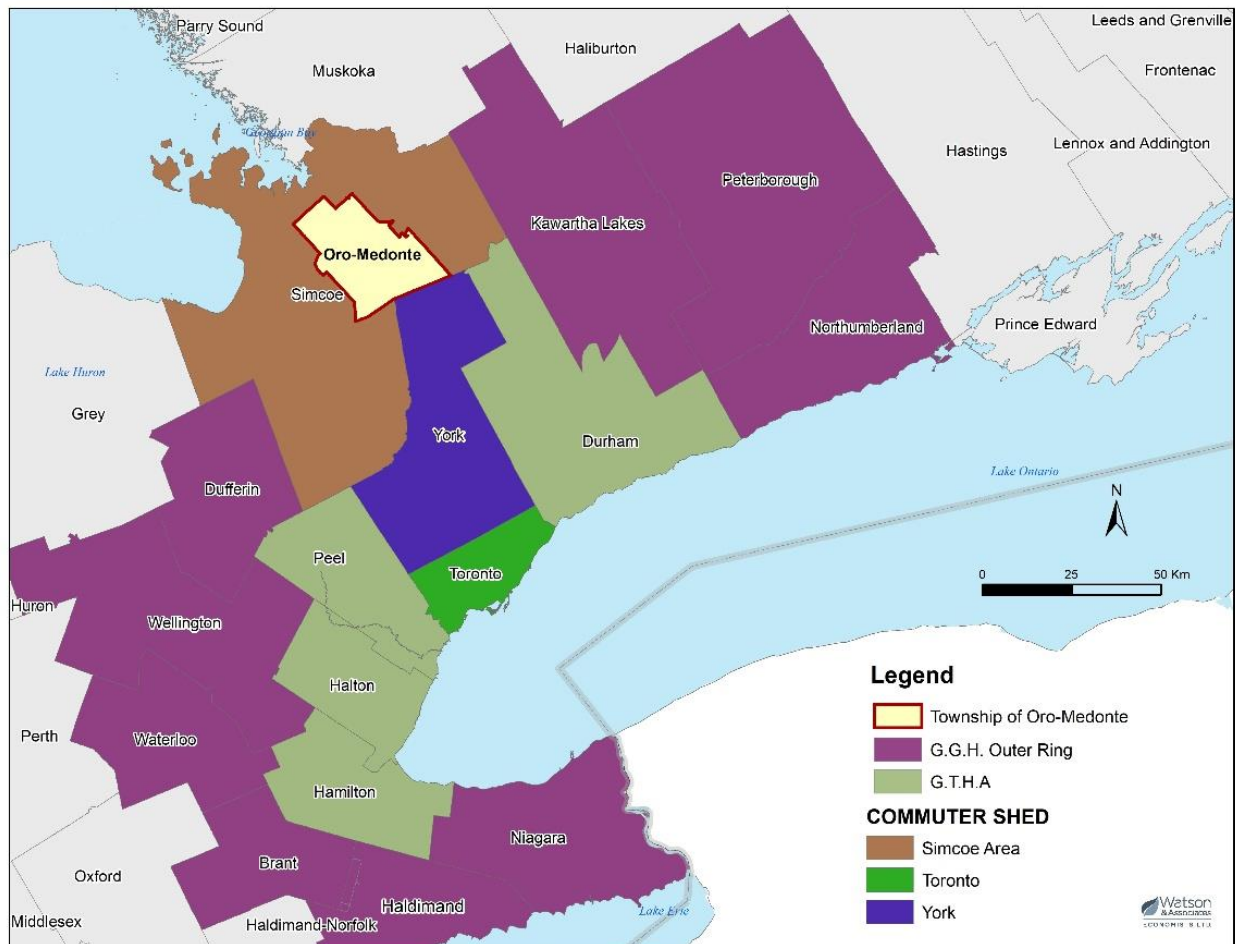 Parry Sound
Muskoka
Haliburton
Leeds and Grenville
Frontenac
Georgian Bay
Hastings
Lennox and Addington
Peterborough
Kawartha Lakes
Oro-Medonte
Simcoe
Northumberland
Prince Edward
Lake Huron
Grey
York
Durham
Lake Ontario
Dufferin
N
Peel
Toronto
0 25 50 Km
Huron
Wellington
Halton
Perth
Waterloo
Hamilton
Niagara
Brant
Oxford
Haldimand
Middlesex
Haldimand-Norfolk
Lake Erie
Legend
Township of Oro-Medonte
G.G.H. Outer Ring
G.T.H.A
COMMUTER SHED
Simcoe Area
Toronto
York
Watson
& Associates
ECONOMISTS LTD.